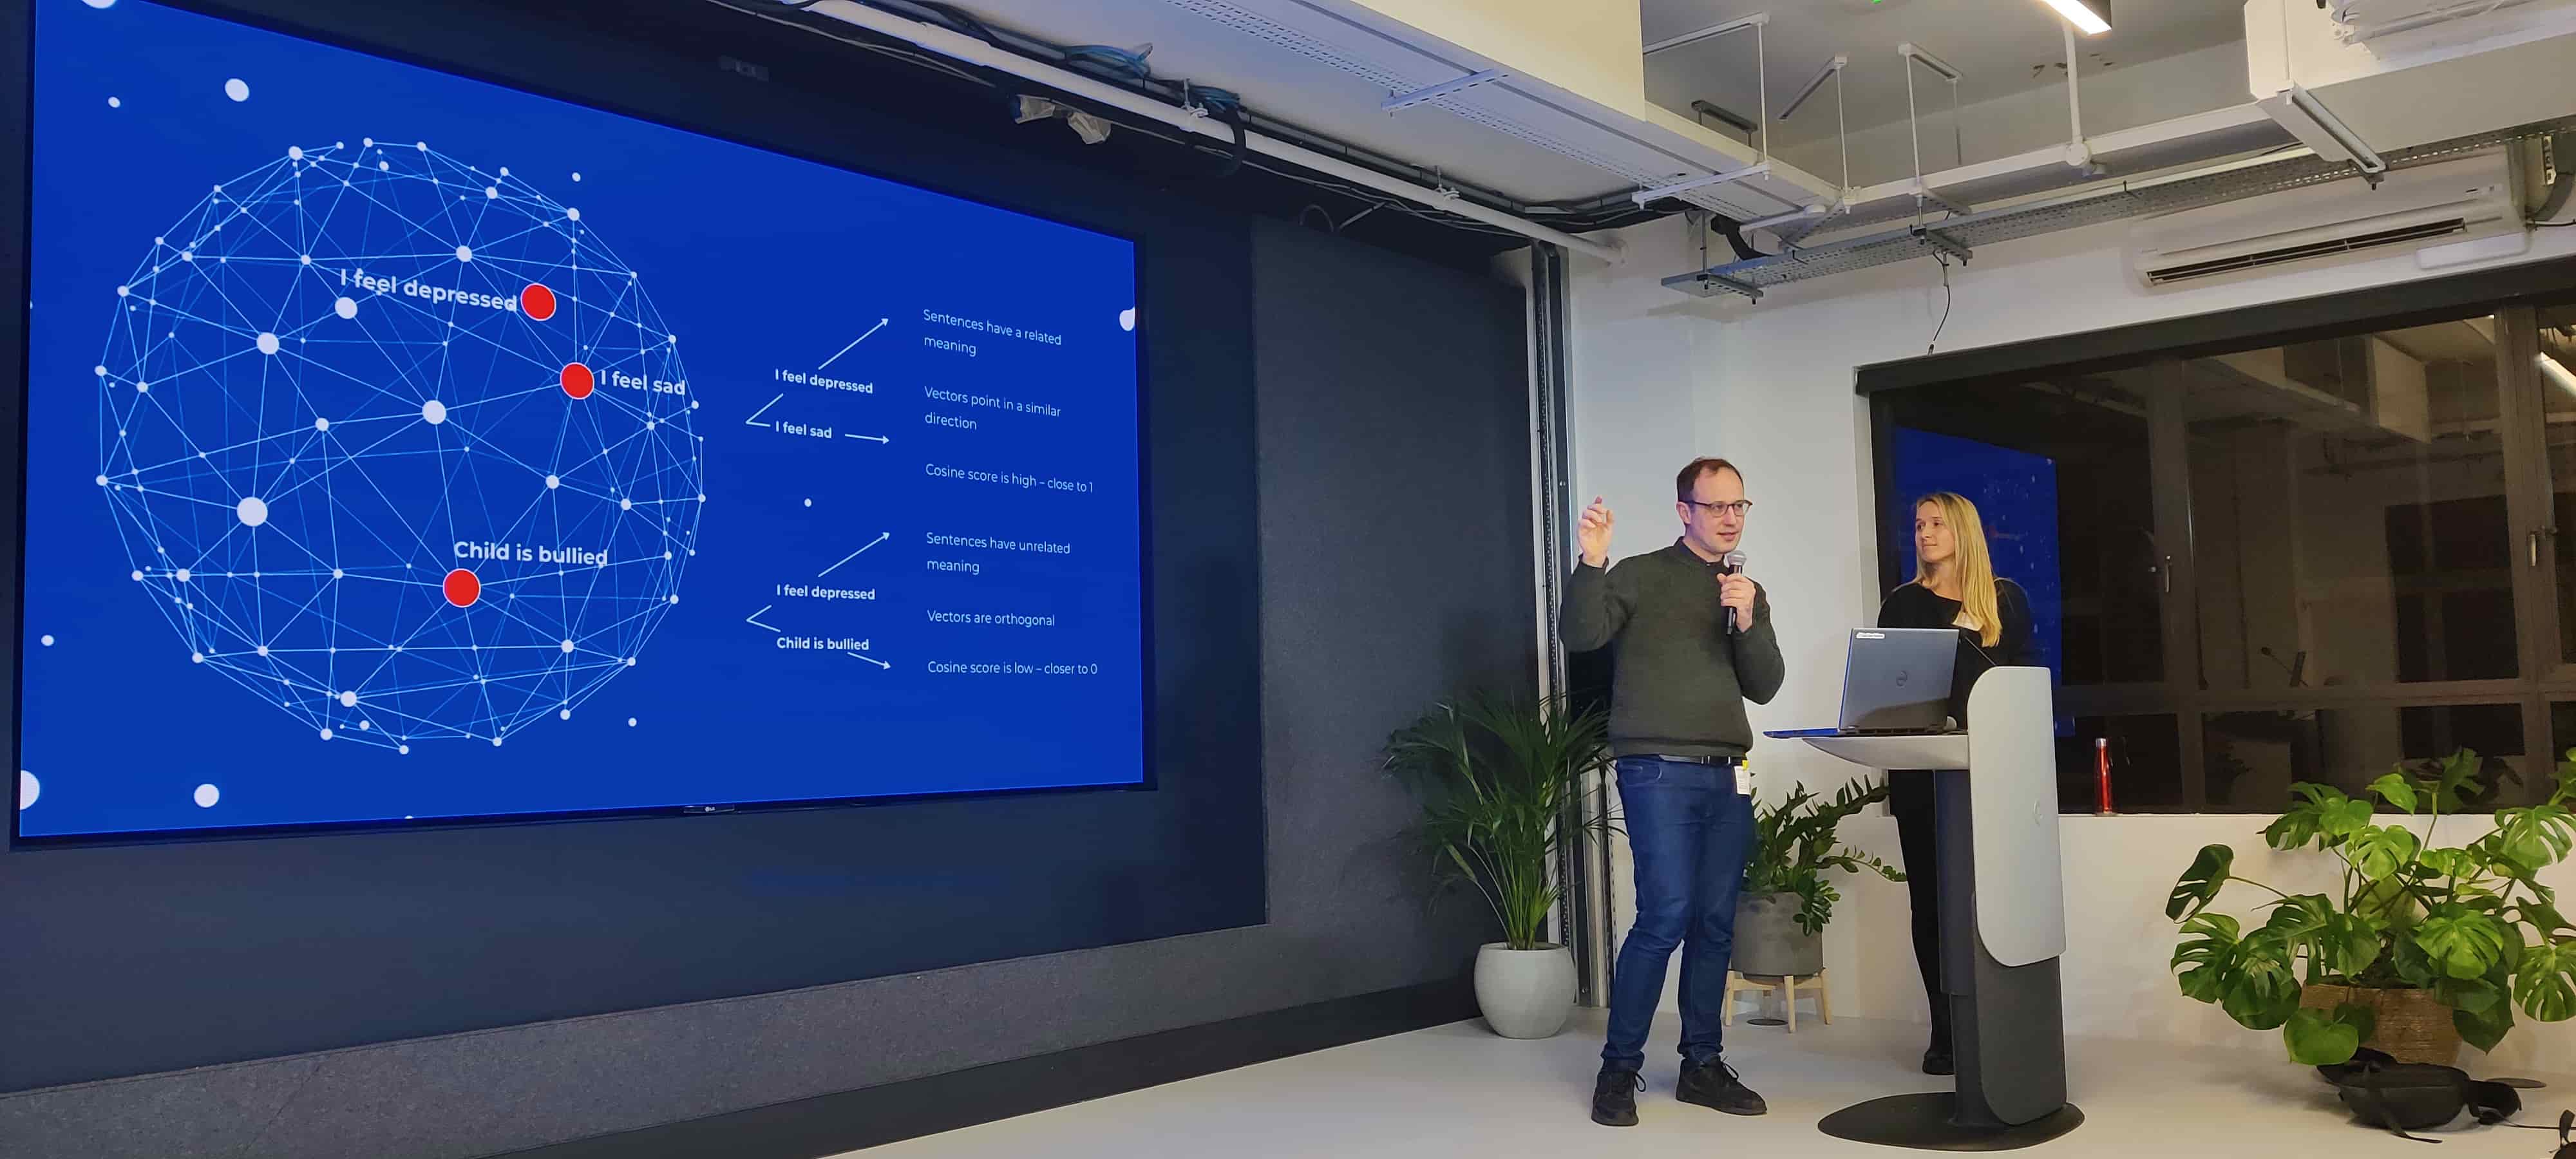 I feel depressed
I feel sad
Child is bullied
I feel depressed
I feel sad
Sentences have a related
meaning
Vectors point in a similar
direction
Cosine score is high – close to 1
I feel depressed
Child is bullied
Sentences have unrelated
meaning
Vectors are orthogonal
Cosine score is low – closer to 0
LG